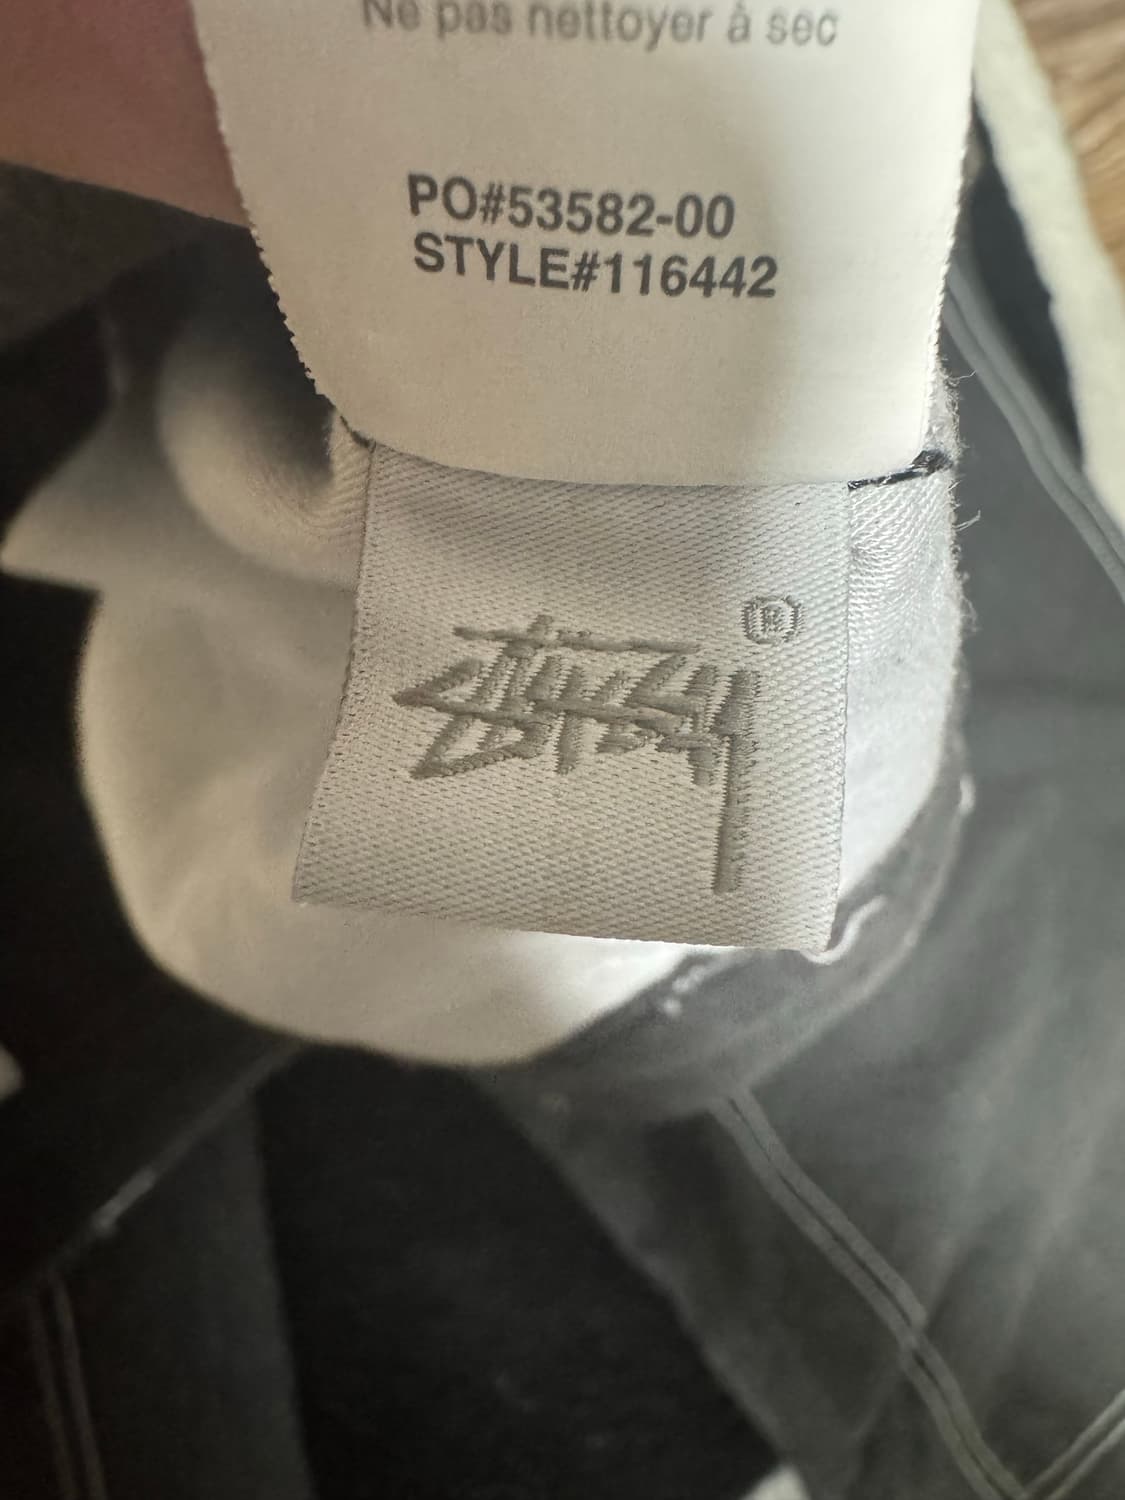 Ne pas nettoyer à sec
PO#53582-00
STYLE#116442
Stüssy ®